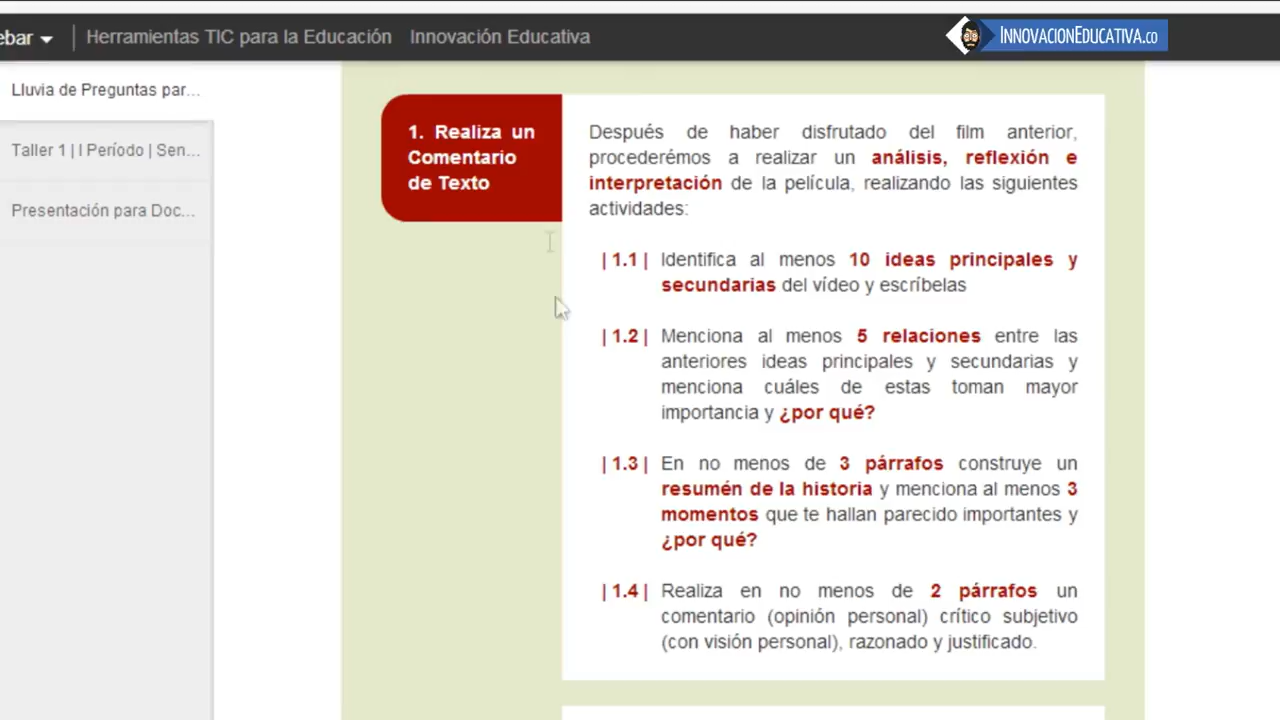 ebar
Herramientas TIC para la Educación
Innovación Educativa
INNOVACIONEDUCATIVA.CO
Lluvia de Preguntas par...
Taller 1 | I Período | Sen...
Presentación para Doc...
1. Realiza un
Comentario
de Texto
Después de haber disfrutado del film anterior,
procederémos a realizar un análisis, reflexión e
interpretación de la película, realizando las siguientes
actividades:
| 1.1 | Identifica al menos 10 ideas principales y
secundarias del vídeo y escríbelas
| 1.2 | Menciona al menos 5 relaciones entre las
anteriores ideas principales y secundarias y
menciona cuáles de estas toman mayor
importancia y ¿por qué?
| 1.3 | En no menos de 3 párrafos construye un
resumén de la historia y menciona al menos 3
momentos que te hallan parecido importantes y
¿por qué?
| 1.4 | Realiza en no menos de 2 párrafos un
comentario (opinión personal) crítico subjetivo
(con visión personal), razonado y justificado.